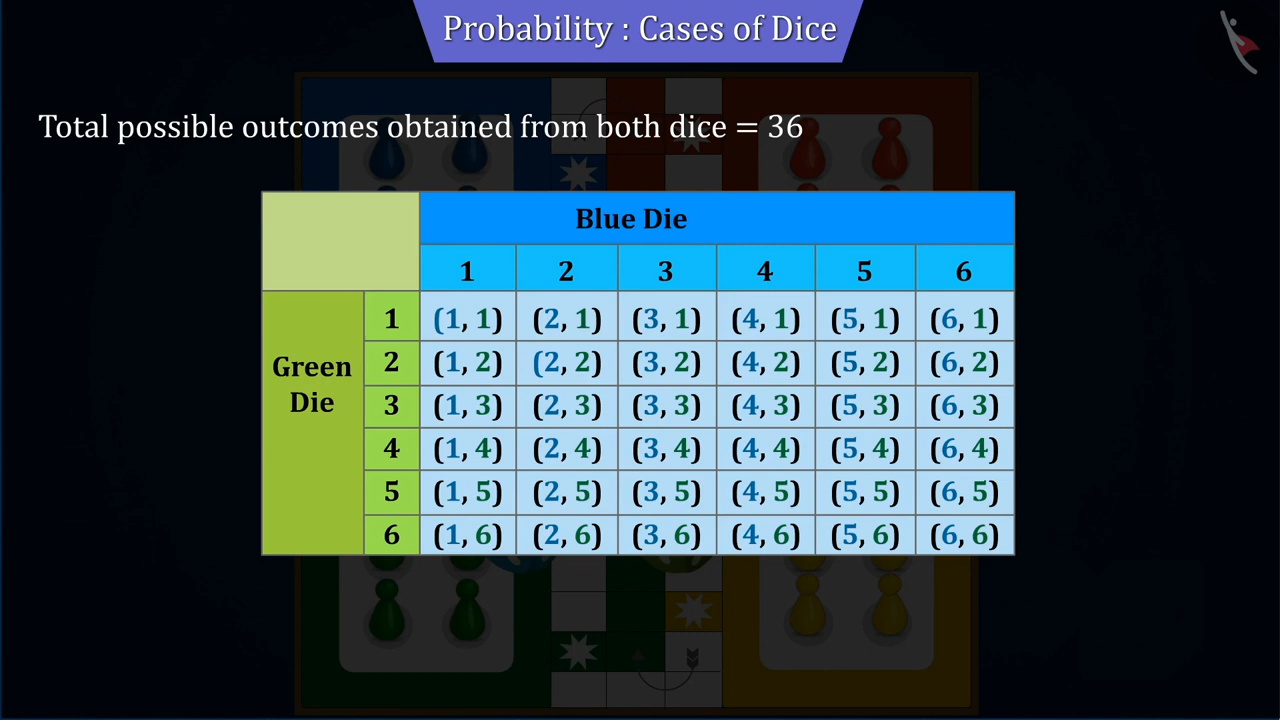 Probability : Cases of Dice
Total possible outcomes obtained from both dice = 36
Blue Die
1 2 3 4 5 6
Green Die
1 (1, 1) (2, 1) (3, 1) (4, 1) (5, 1) (6, 1)
2 (1, 2) (2, 2) (3, 2) (4, 2) (5, 2) (6, 2)
3 (1, 3) (2, 3) (3, 3) (4, 3) (5, 3) (6, 3)
4 (1, 4) (2, 4) (3, 4) (4, 4) (5, 4) (6, 4)
5 (1, 5) (2, 5) (3, 5) (4, 5) (5, 5) (6, 5)
6 (1, 6) (2, 6) (3, 6) (4, 6) (5, 6) (6, 6)